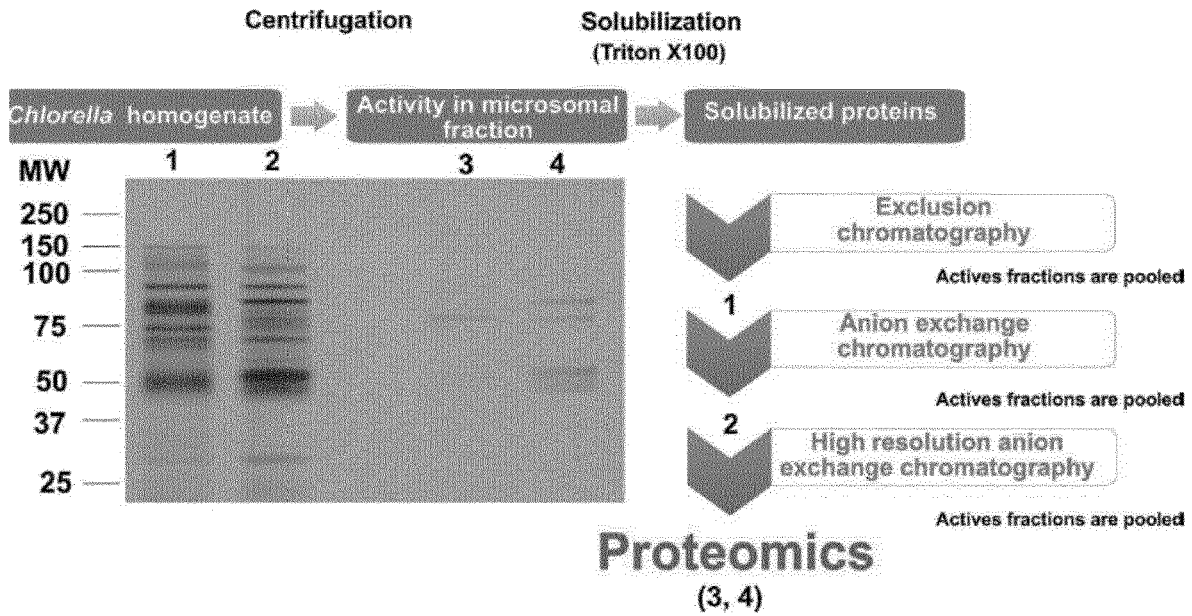 Centrifugation
Solubilization
(Triton X100)
Chlorella homogenate
Activity in microsomal
fraction
Solubilized proteins
1 2 3 4
MW
250
150
100
75
50
37
25
Exclusion
chromatography
Actives fractions are pooled
1
Anion exchange
chromatography
Actives fractions are pooled
2
High resolution anion
exchange chromatography
Actives fractions are pooled
Proteomics
(3, 4)